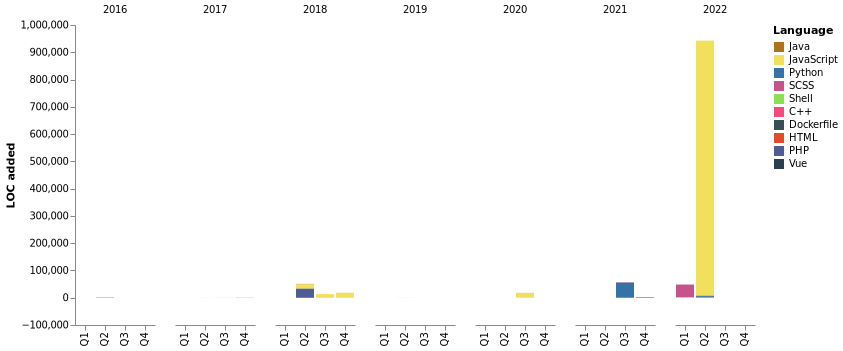 2016 2017 2018 2019 2020 2021 2022
1,000,000
900,000
800,000
700,000
600,000
500,000
400,000
300,000
200,000
100,000
0
−100,000
LOC added
Q1 Q2 Q3 Q4 Q1 Q2 Q3 Q4 Q1 Q2 Q3 Q4 Q1 Q2 Q3 Q4 Q1 Q2 Q3 Q4 Q1 Q2 Q3 Q4 Q1 Q2 Q3 Q4
Language
Java
JavaScript
Python
SCSS
Shell
C++
Dockerfile
HTML
PHP
Vue